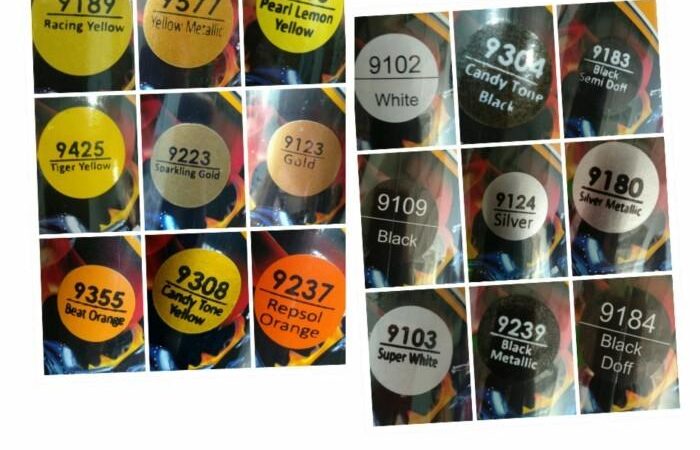 9189
Racing Yellow
9377
Yellow Metallic
Pearl Lemon
Yellow
9425
Tiger Yellow
9223
Sparkling Gold
9123
Gold
9355
Beat Orange
9308
Candy Tone
Yellow
9237
Repsol
Orange
9102
White
9304
Candy Tone
Black
9183
Black
Semi Doff
9109
Black
9124
Silver
9180
Silver Metallic
9103
Super White
9239
Black
Metallic
9184
Black
Doff